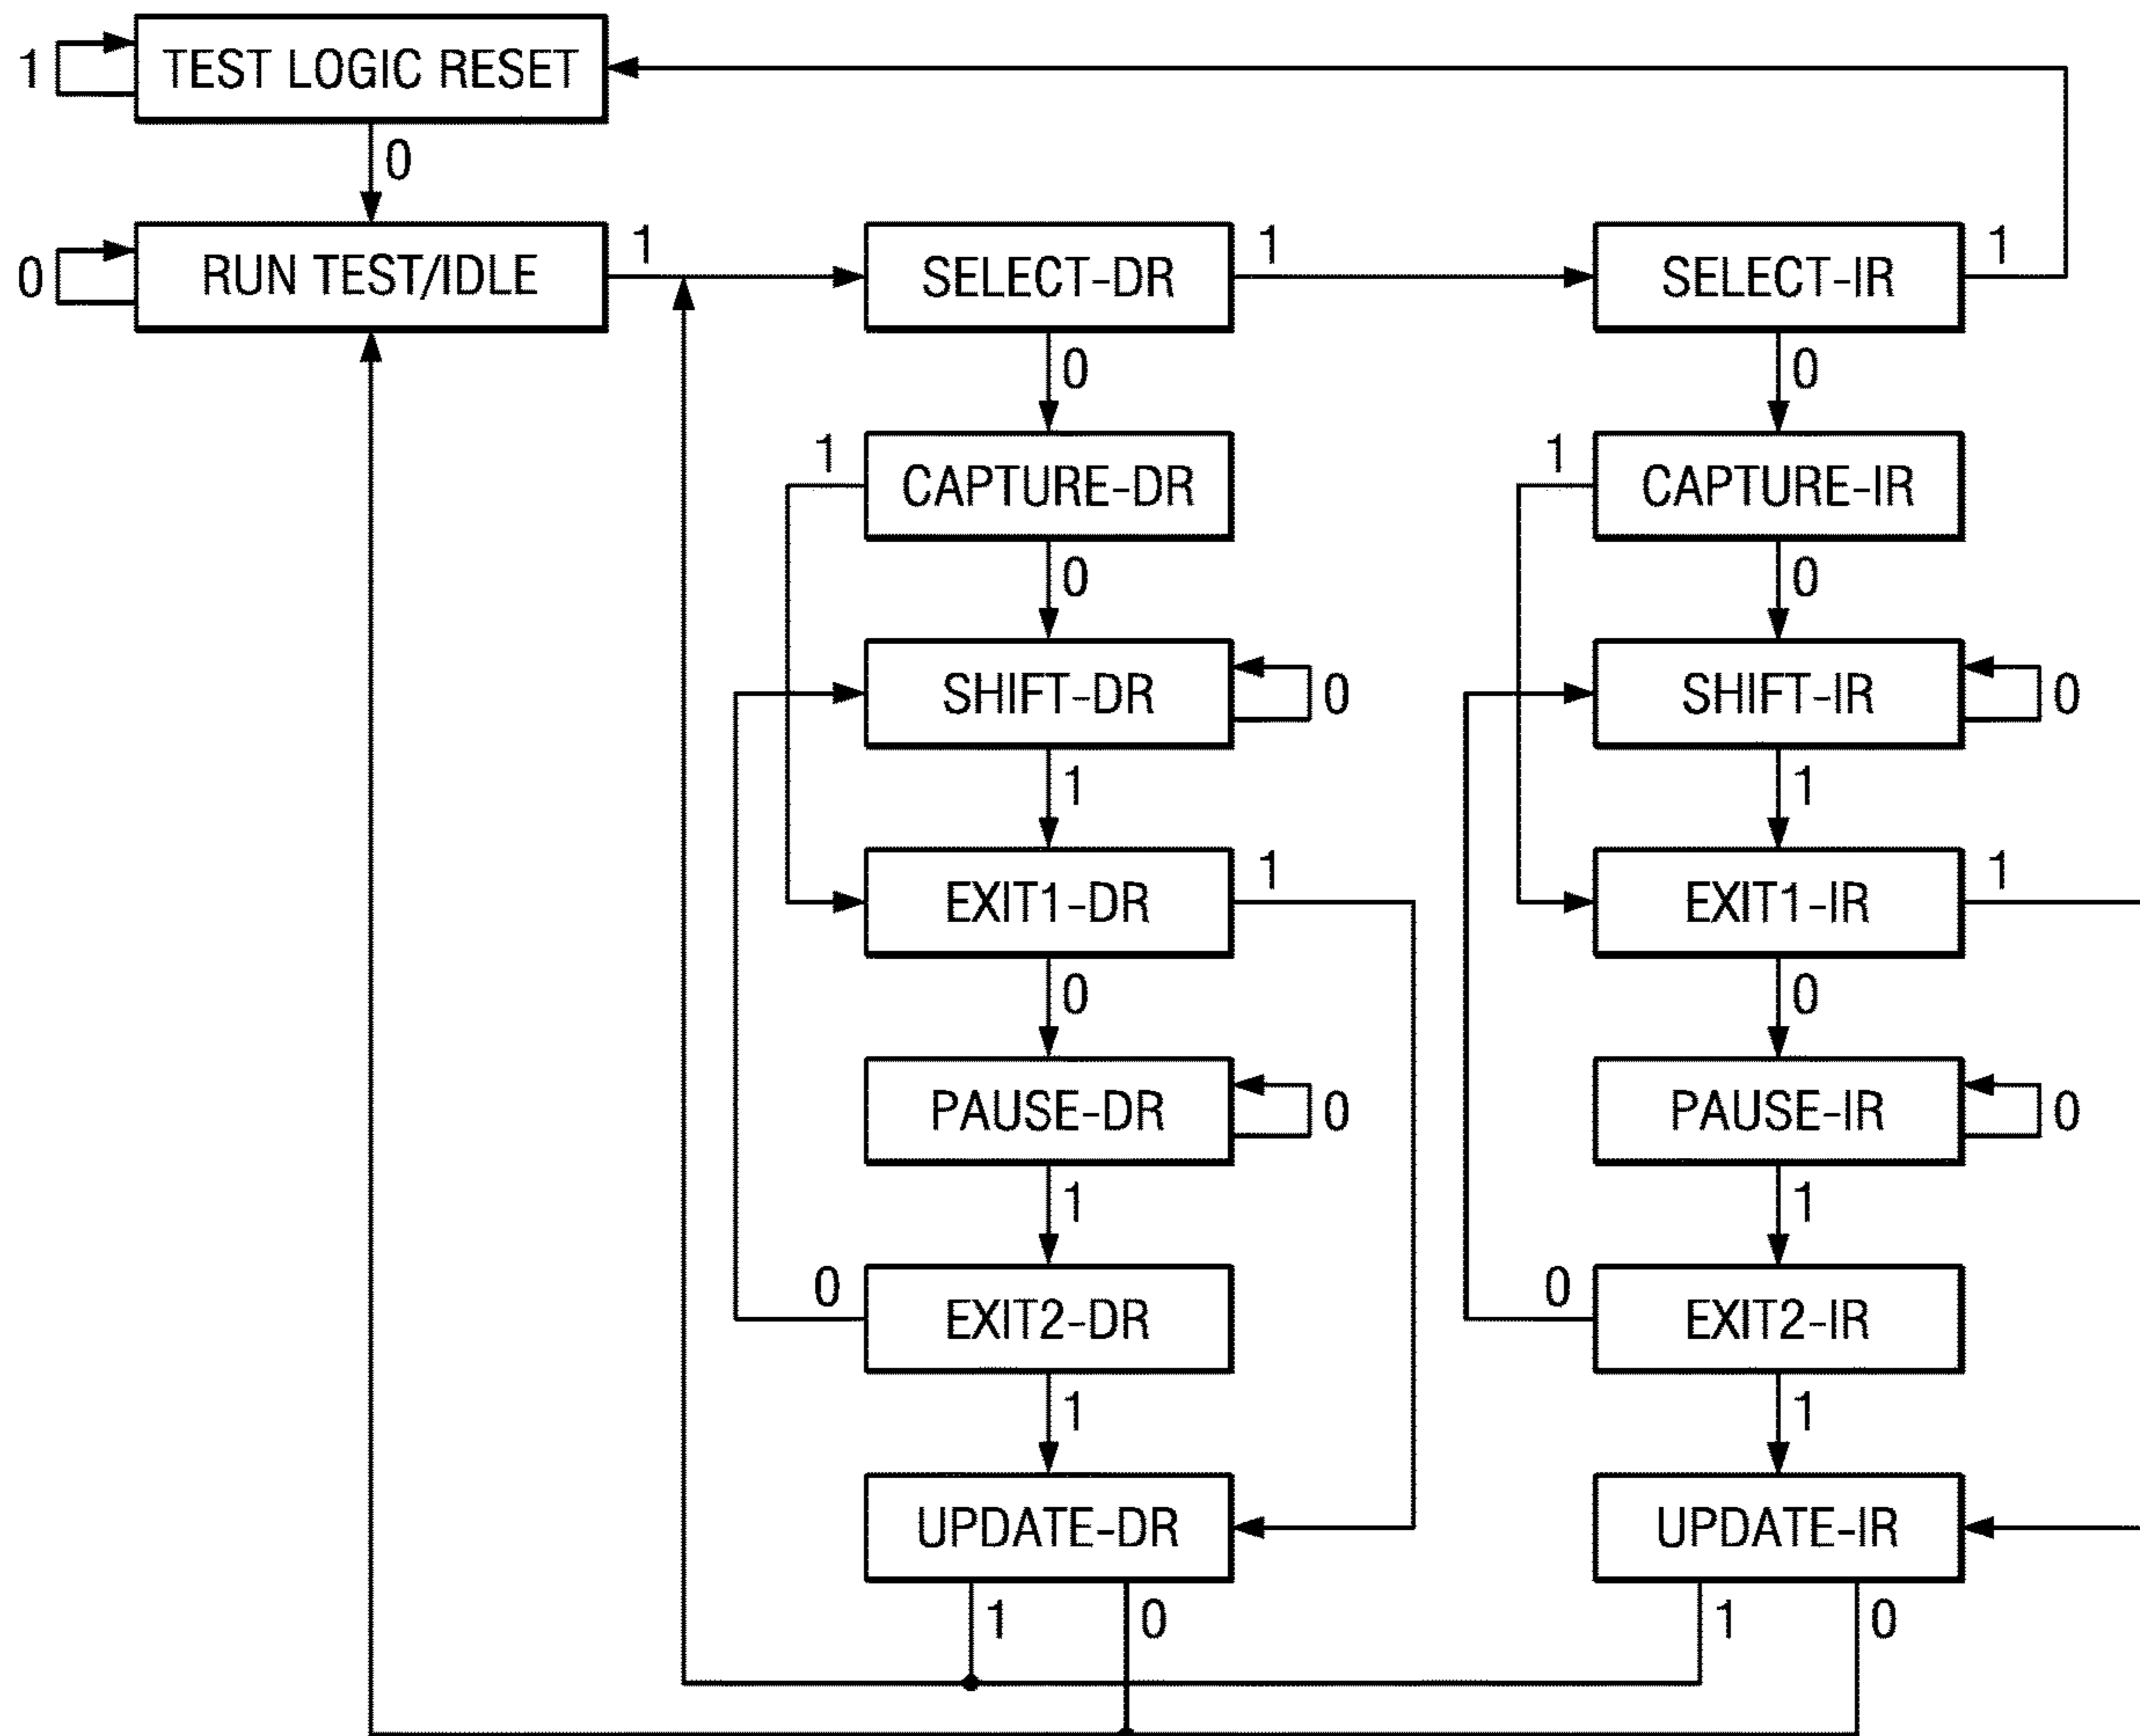 1
TEST LOGIC RESET
0
0
RUN TEST/IDLE
1
SELECT-DR
1
SELECT-IR
1
0
0
1
CAPTURE-DR
1
CAPTURE-IR
0
0
SHIFT-DR
0
SHIFT-IR
0
1
1
EXIT1-DR
1
EXIT1-IR
1
0
0
PAUSE-DR
0
PAUSE-IR
0
1
1
0
EXIT2-DR
0
EXIT2-IR
1
1
UPDATE-DR
UPDATE-IR
1
0
1
0